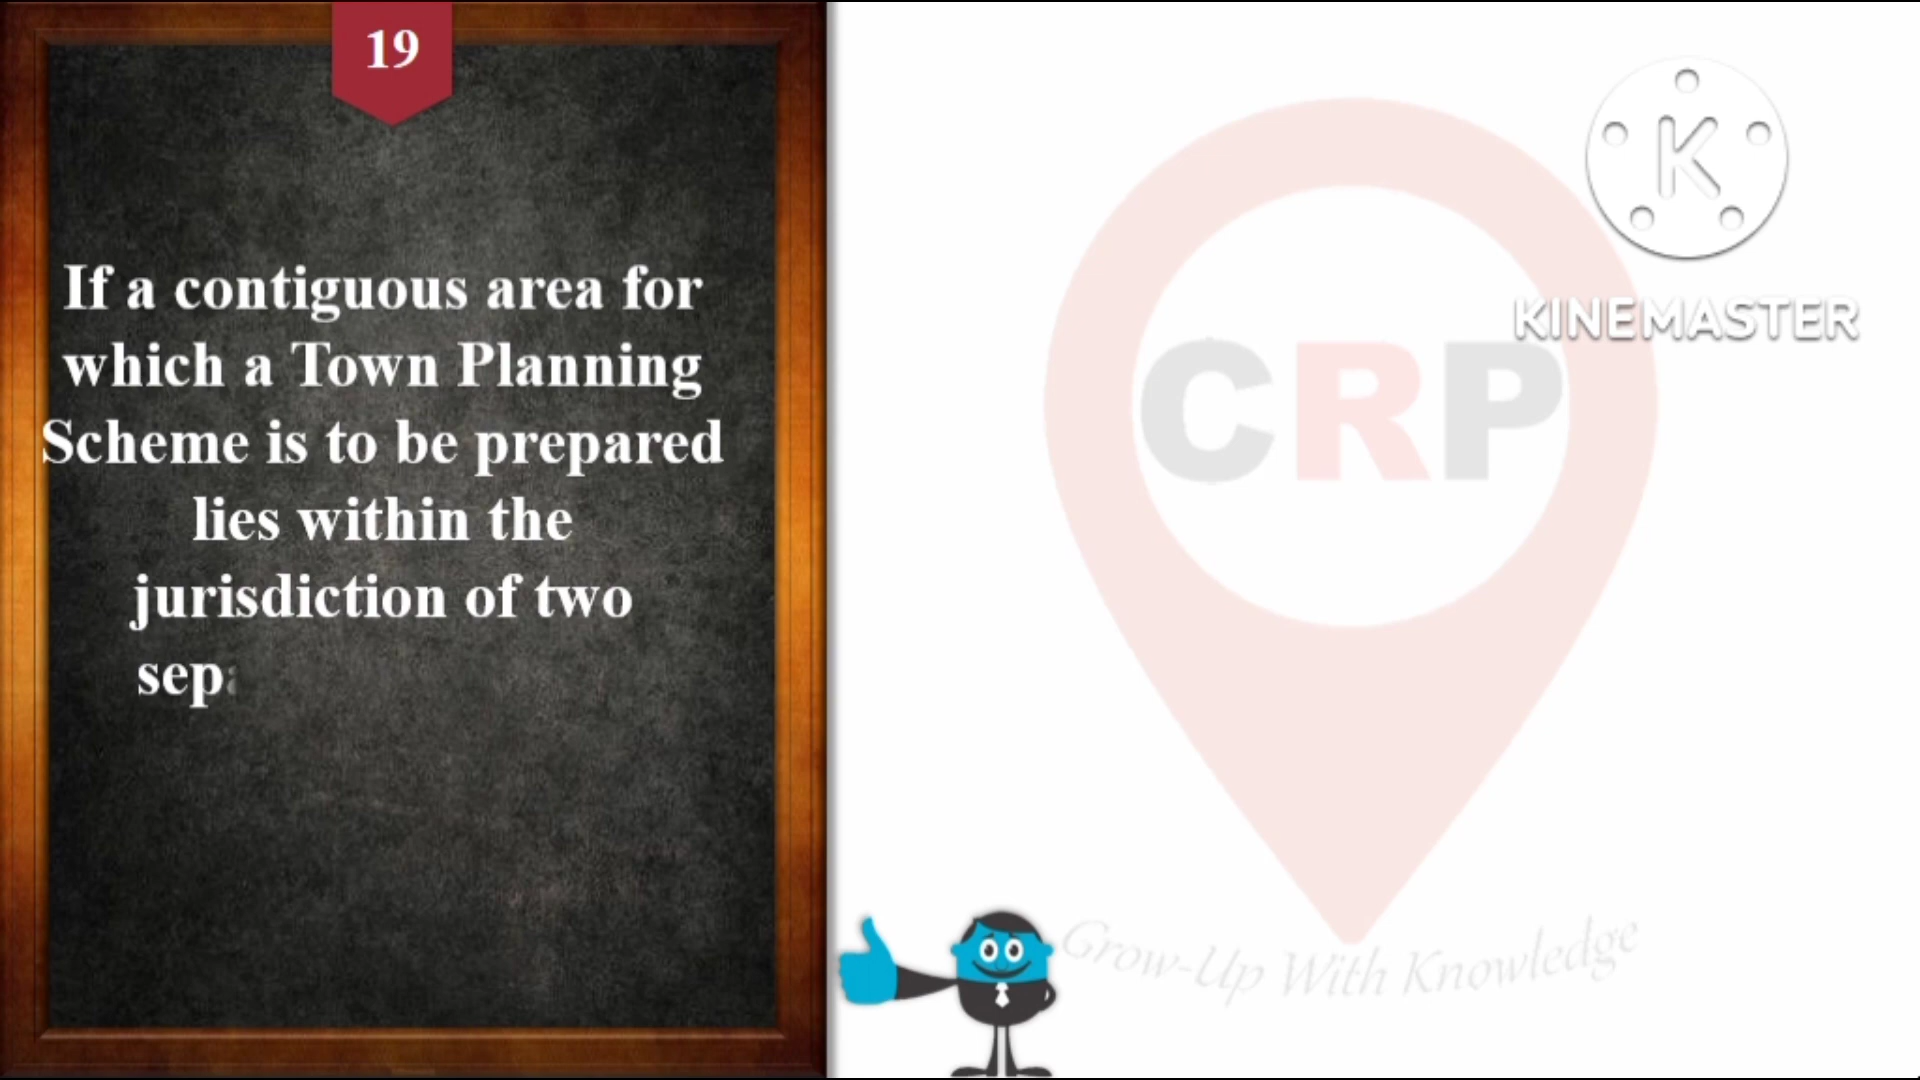 19
If a contiguous area for
which a Town Planning
Scheme is to be prepared
lies within the
jurisdiction of two
sepa
KINEMASTER
CRP
Grow-Up With Knowledge